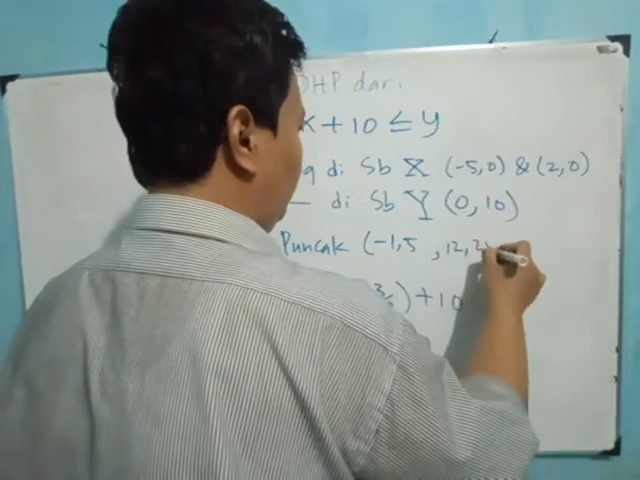 DHP dari
x + 10 ≤ y
di Sb X (-5,0) & (2,0)
— di Sb Y (0, 10)
Puncak (-1,5 , 12,2
) + 10